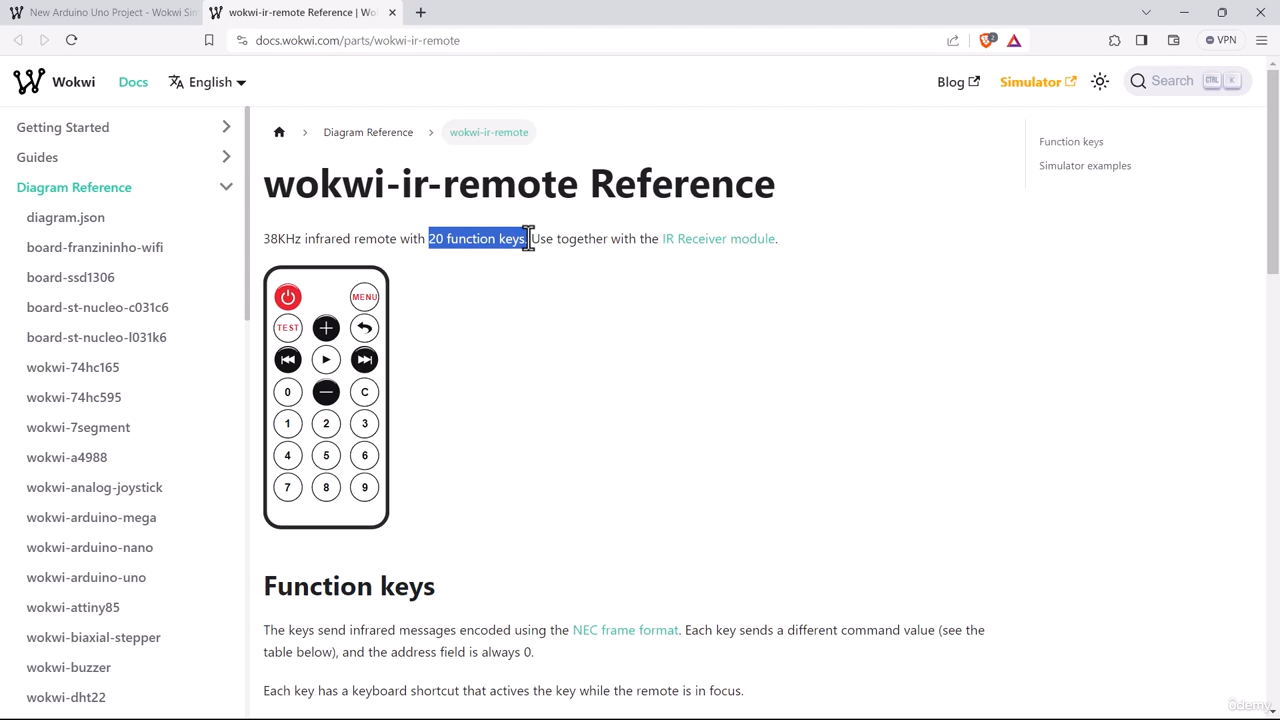 New Arduino Uno Project - Wokwi Sim
wokwi-ir-remote Reference | Wo
docs.wokwi.com/parts/wokwi-ir-remote
2
VPN
Wokwi
Docs
English
Blog
Simulator
Search
CTRL
K
Getting Started
Guides
Diagram Reference
diagram.json
board-franzininho-wifi
board-ssd1306
board-st-nucleo-c031c6
board-st-nucleo-l031k6
wokwi-74hc165
wokwi-74hc595
wokwi-7segment
wokwi-a4988
wokwi-analog-joystick
wokwi-arduino-mega
wokwi-arduino-nano
wokwi-arduino-uno
wokwi-attiny85
wokwi-biaxial-stepper
wokwi-buzzer
wokwi-dht22
Diagram Reference
wokwi-ir-remote
wokwi-ir-remote Reference
38KHz infrared remote with 20 function keys. Use together with the IR Receiver module.
MENU
TEST
0
C
1 2 3
4 5 6
7 8 9
Function keys
The keys send infrared messages encoded using the NEC frame format. Each key sends a different command value (see the
table below), and the address field is always 0.
Each key has a keyboard shortcut that actives the key while the remote is in focus.
Function keys
Simulator examples
ûdemy